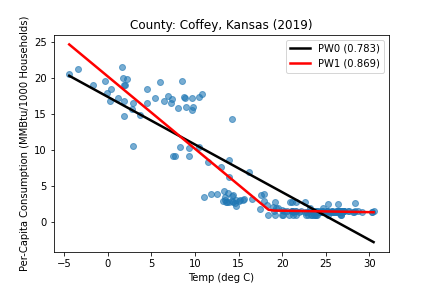 County: Coffey, Kansas (2019)
Per-Capita Consumption (MMBtu/1000 Households)
25
20
15
10
5
0
PW0 (0.783)
PW1 (0.869)
−5
0
5
10
15
20
25
30
Temp (deg C)